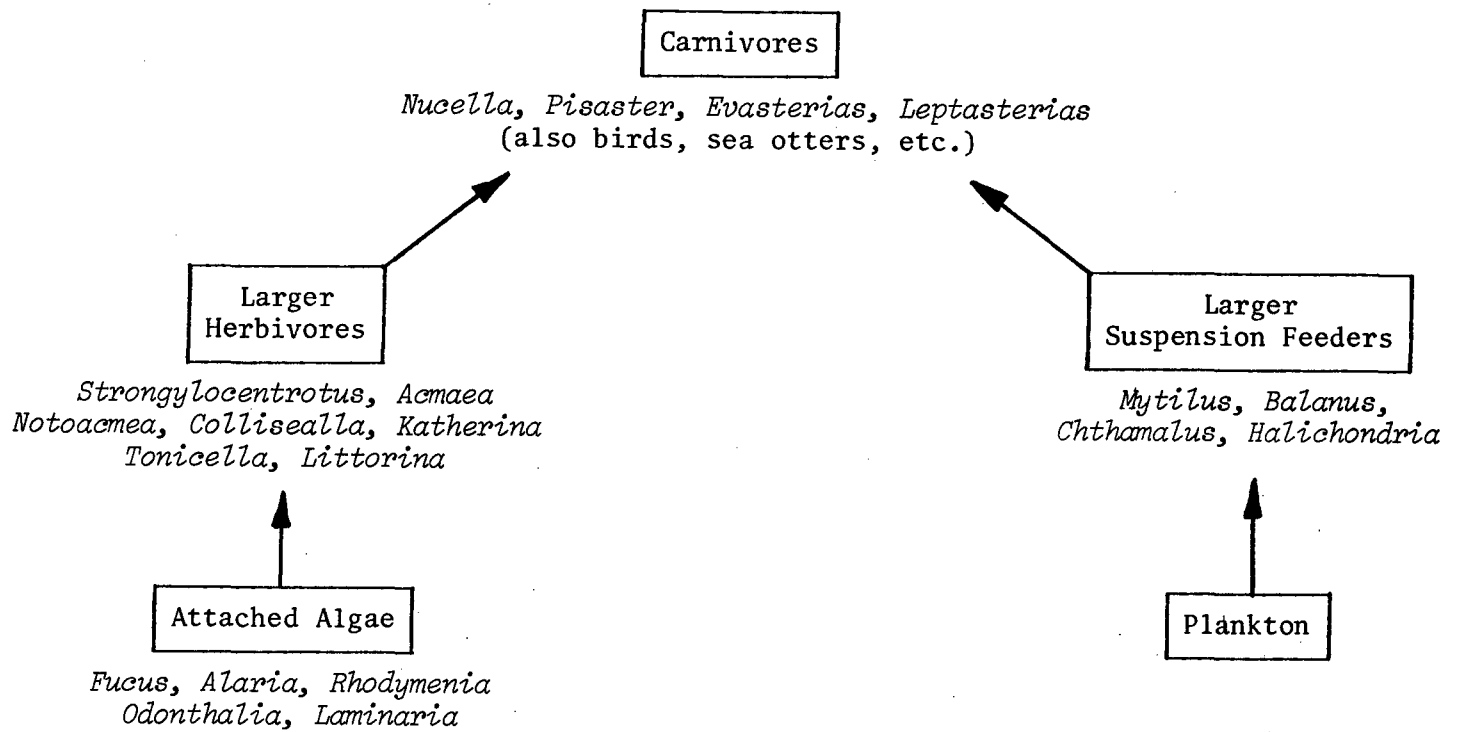 Carnivores
Nucella, Pisaster, Evasterias, Leptasterias
(also birds, sea otters, etc.)
Larger
Herbivores
Strongylocentrotus, Acmaea
Notoacmea, Collisealla, Katherina
Tonicella, Littorina
Larger
Suspension Feeders
Mytilus, Balanus,
Chthamalus, Halichondria
Attached Algae
Fucus, Alaria, Rhodymenia
Odonthalia, Laminaria
Plankton